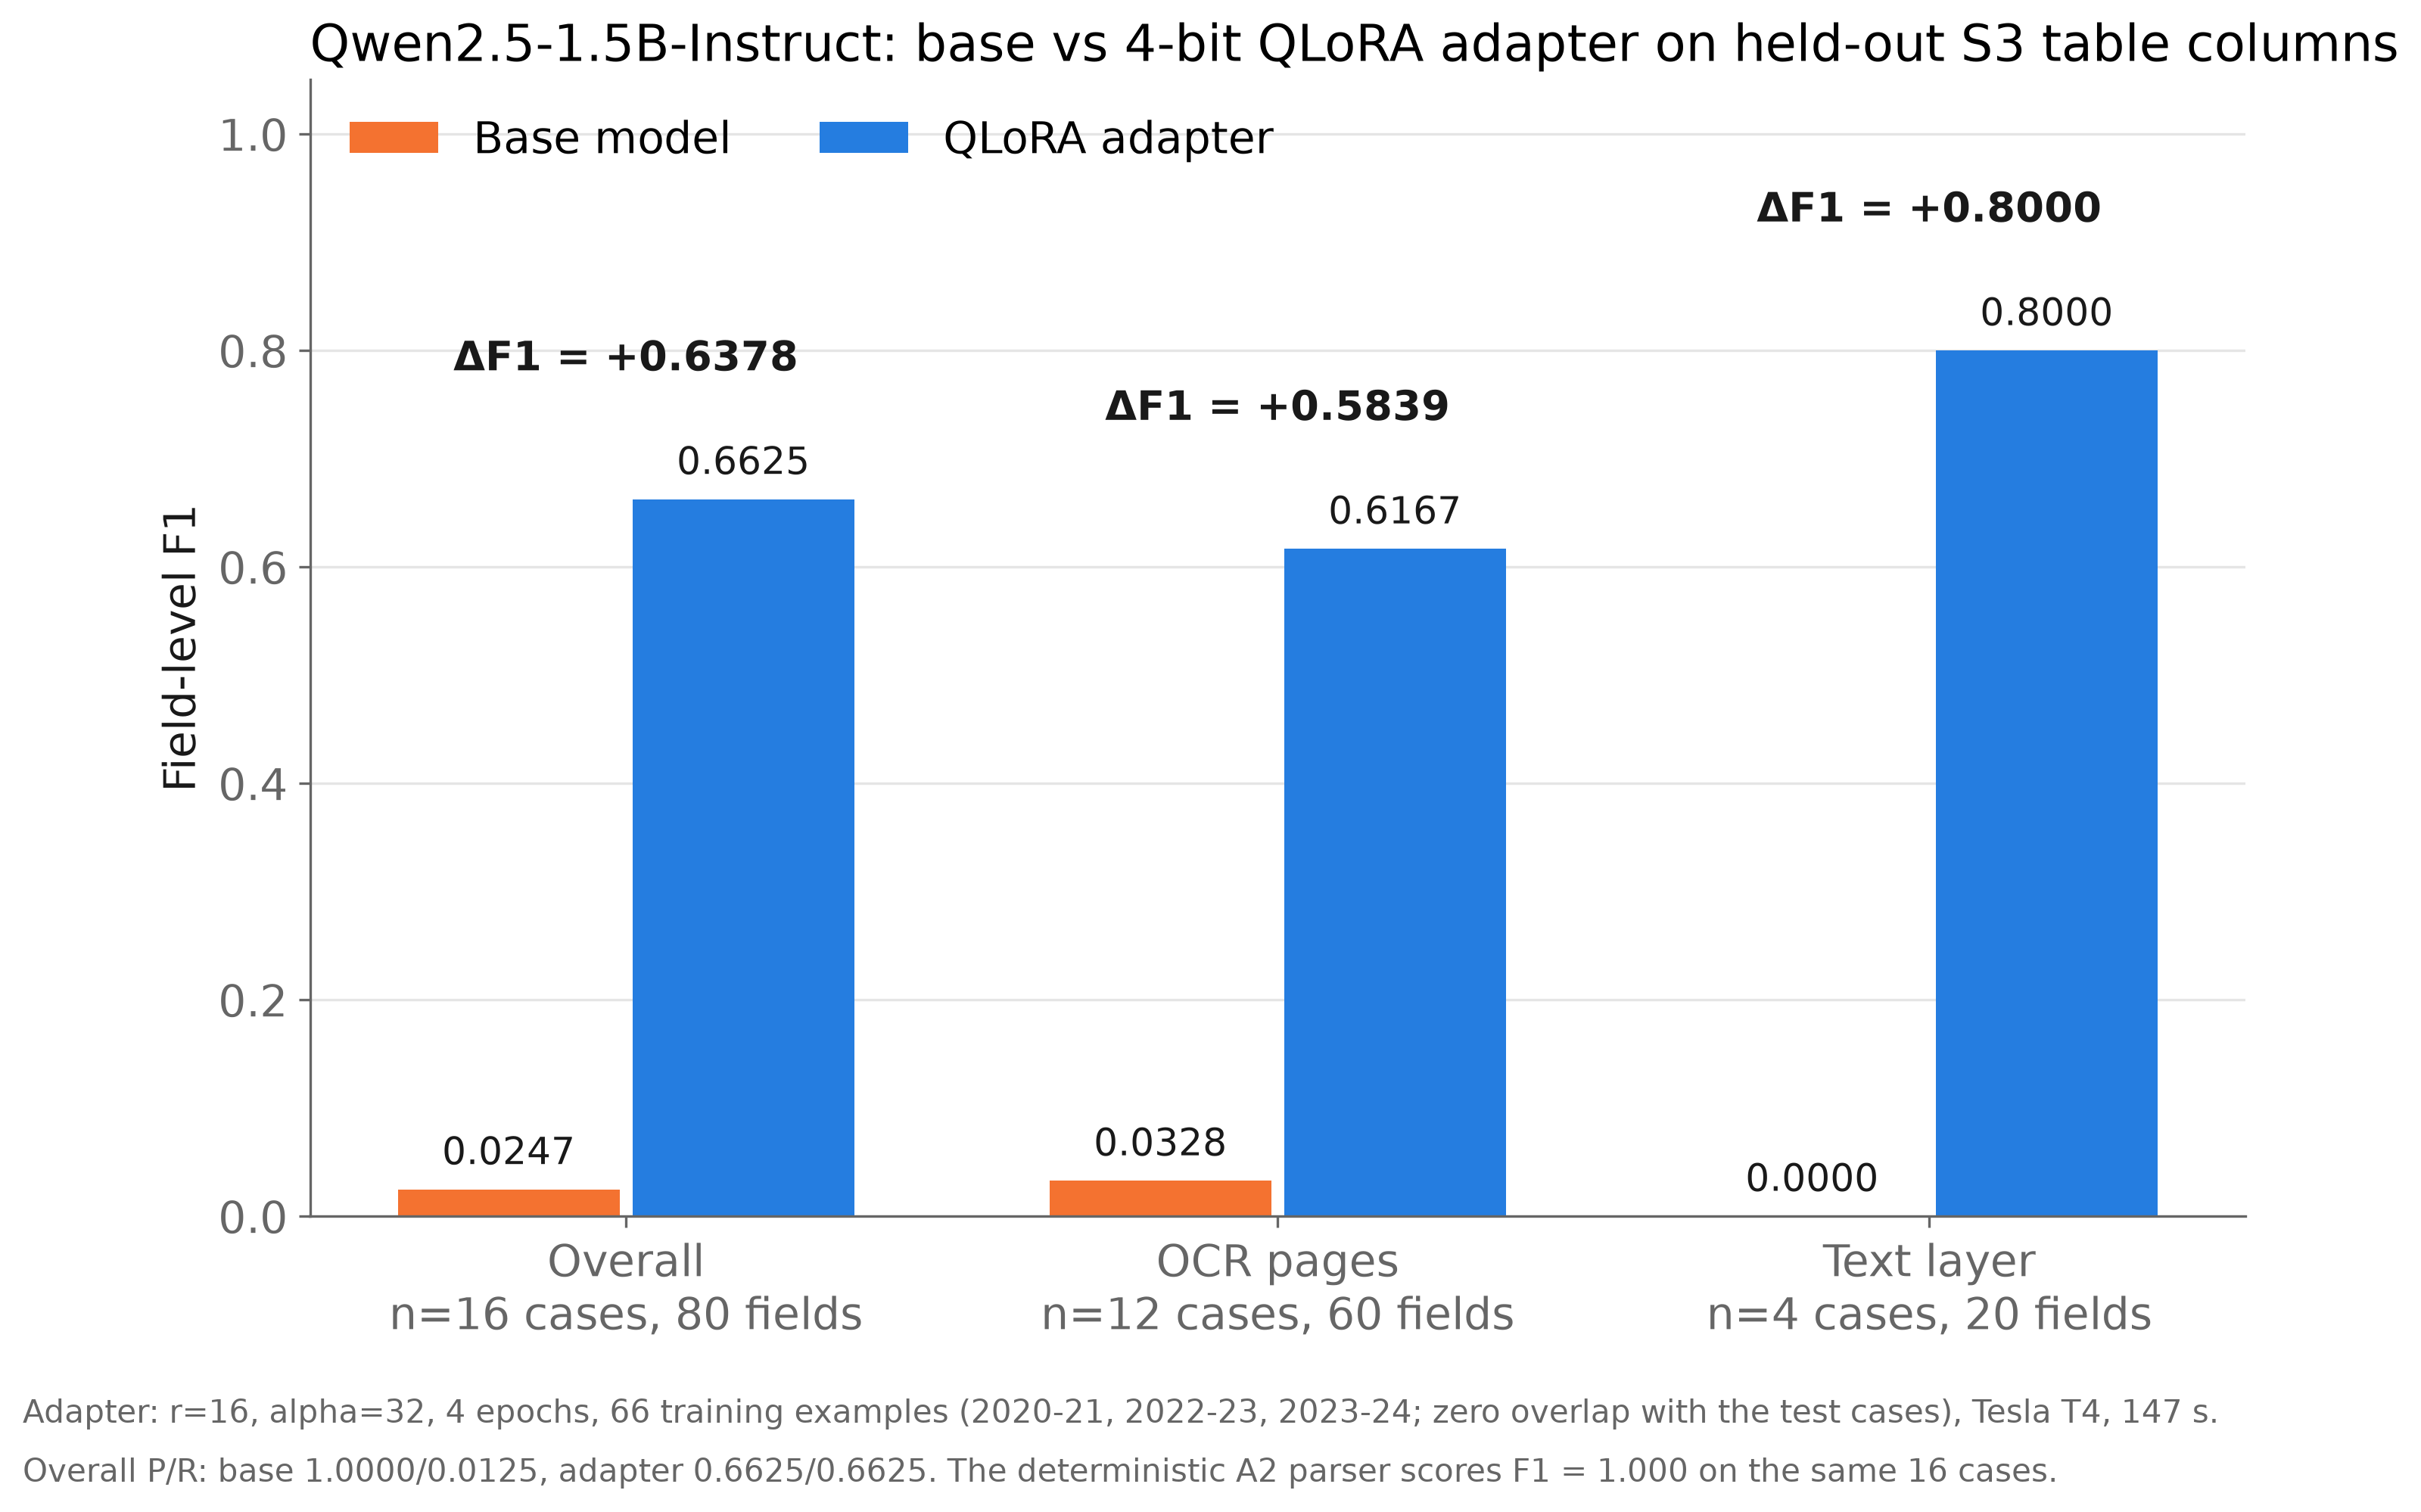 Qwen2.5-1.5B-Instruct: base vs 4-bit QLoRA adapter on held-out S3 table columns
Base model
QLoRA adapter
Field-level F1
1.0
0.8
0.6
0.4
0.2
0.0
ΔF1 = +0.6378
0.0247
0.6625
ΔF1 = +0.5839
0.0328
0.6167
ΔF1 = +0.8000
0.0000
0.8000
Overall
n=16 cases, 80 fields
OCR pages
n=12 cases, 60 fields
Text layer
n=4 cases, 20 fields
Adapter: r=16, alpha=32, 4 epochs, 66 training examples (2020-21, 2022-23, 2023-24; zero overlap with the test cases), Tesla T4, 147 s.
Overall P/R: base 1.0000/0.0125, adapter 0.6625/0.6625. The deterministic A2 parser scores F1 = 1.000 on the same 16 cases.